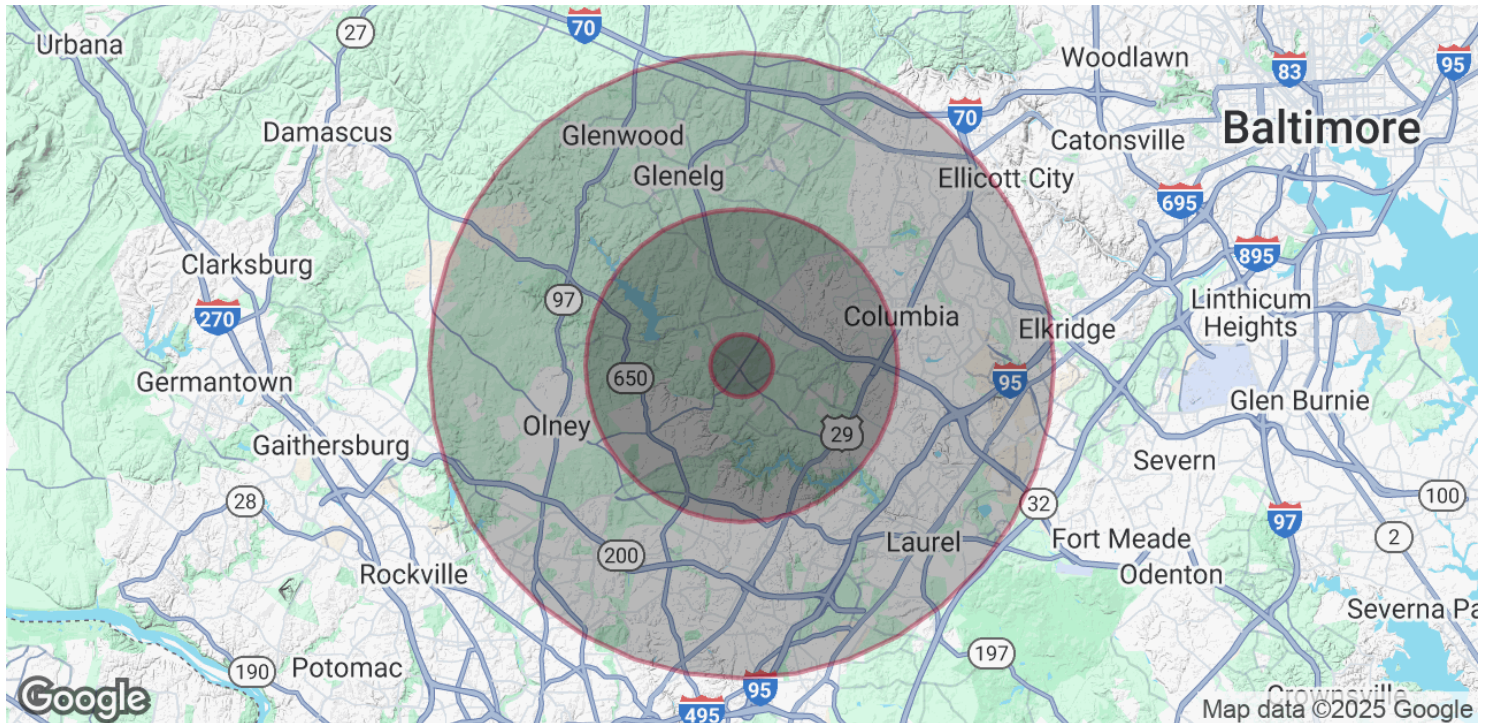 70
27
Urbana
Woodlawn
83
95
Damascus
Glenwood
70
Catonsville
Baltimore
Glenelg
Ellicott City
695
Clarksburg
895
97
Linthicum
Heights
270
Columbia
Elkridge
Germantown
650
95
Glen Burnie
Olney
29
Gaithersburg
Severn
28
32
100
97
2
200
Laurel
Fort Meade
Rockville
Odenton
Severna Pa
190
Potomac
197
95
495
Crownsville
Google
Map data ©2025 Google